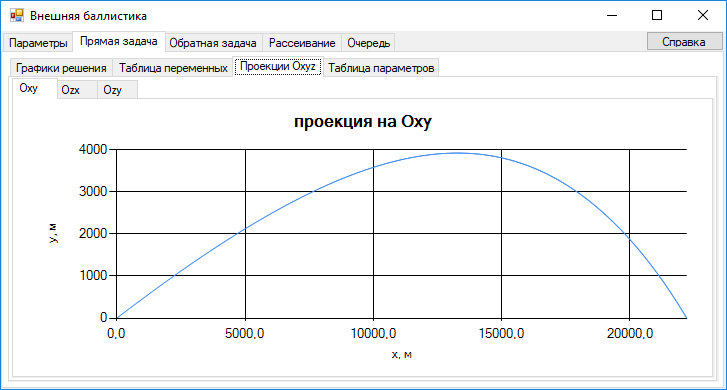 Внешняя баллистика
Параметры Прямая задача Обратная задача Рассеивание Очередь Справка
Графики решения Таблица переменных Проекции Oxyz Таблица параметров
Oxy Ozx Ozy
проекция на Oxy
4000
3000
2000
1000
0
y, м
0,0 5000,0 10000,0 15000,0 20000,0
x, м